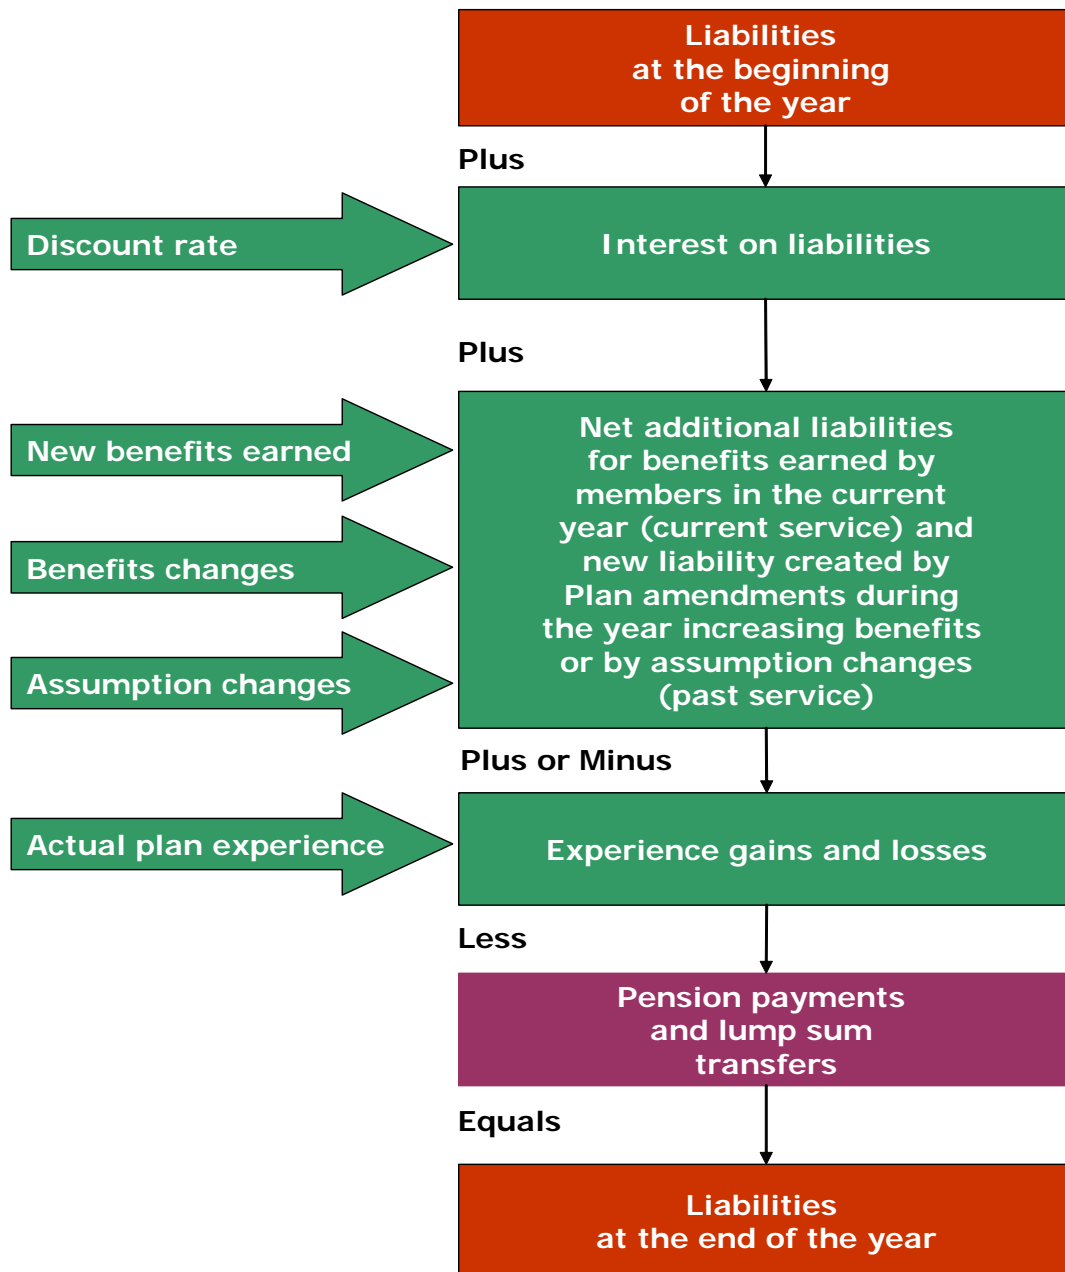 Liabilities
at the beginning
of the year
Plus
Discount rate
Interest on liabilities
Plus
New benefits earned
Benefits changes
Assumption changes
Net additional liabilities
for benefits earned by
members in the current
year (current service) and
new liability created by
Plan amendments during
the year increasing benefits
or by assumption changes
(past service)
Plus or Minus
Actual plan experience
Experience gains and losses
Less
Pension payments
and lump sum
transfers
Equals
Liabilities
at the end of the year